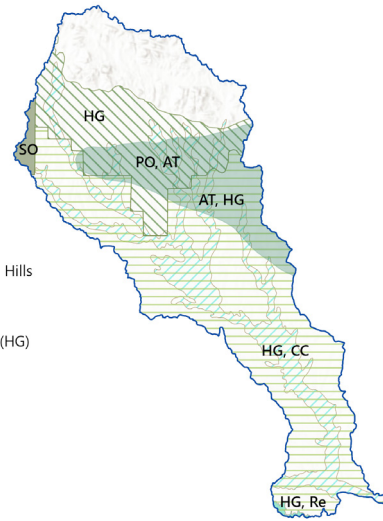 HG
SO
PO, AT
AT, HG
Hills
(HG)
HG, CC
HG, Re